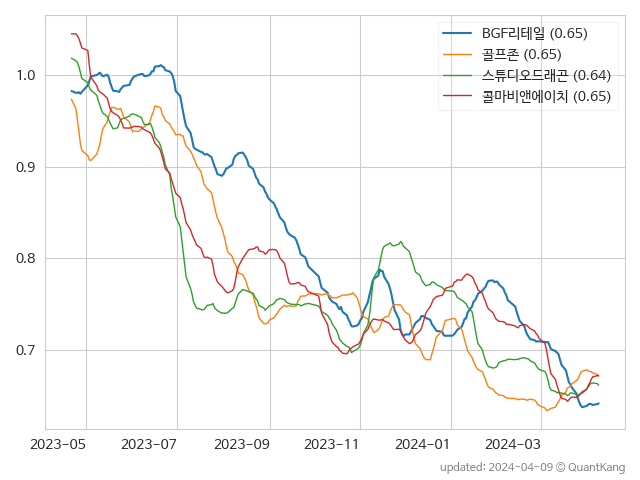 BGF리테일 (0.65)
골프존 (0.65)
스튜디오드래곤 (0.64)
콜마비앤에이치 (0.65)
1.0
0.9
0.8
0.7
2023-05 2023-07 2023-09 2023-11 2024-01 2024-03
updated: 2024-04-09 © QuantKang